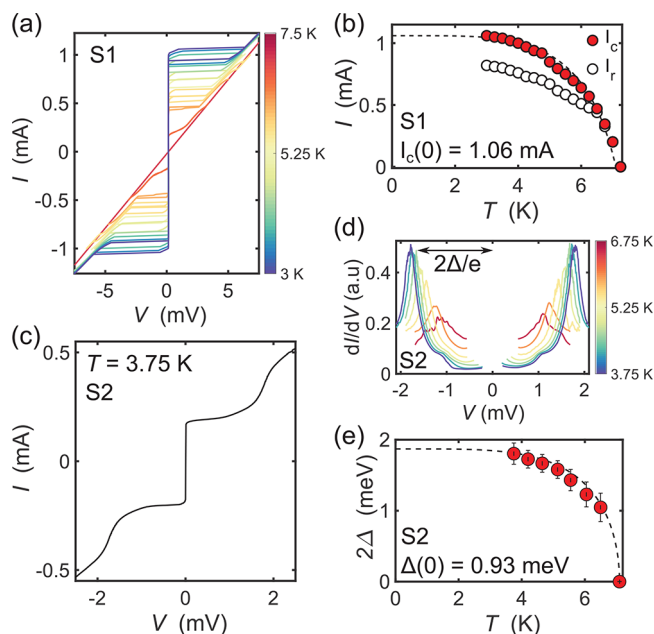 (a)
S1
I (mA)
1
0.5
0
-0.5
-1
-5
0
5
V (mV)
7.5 K
5.25 K
3 K
(b)
I (mA)
1
0.5
0
I_c
I_r
S1
I_c(0) = 1.06 mA
0
2
4
6
T (K)
(c)
T = 3.75 K
S2
I (mA)
0.5
0
-0.5
-2
0
2
V (mV)
(d)
dI/dV (a.u)
0.4
0.2
0
2Δ/e
S2
-2
-1
0
1
2
V (mV)
6.75 K
5.25 K
3.75 K
(e)
2Δ (meV)
2
1
0
S2
Δ(0) = 0.93 meV
0
2
4
6
T (K)